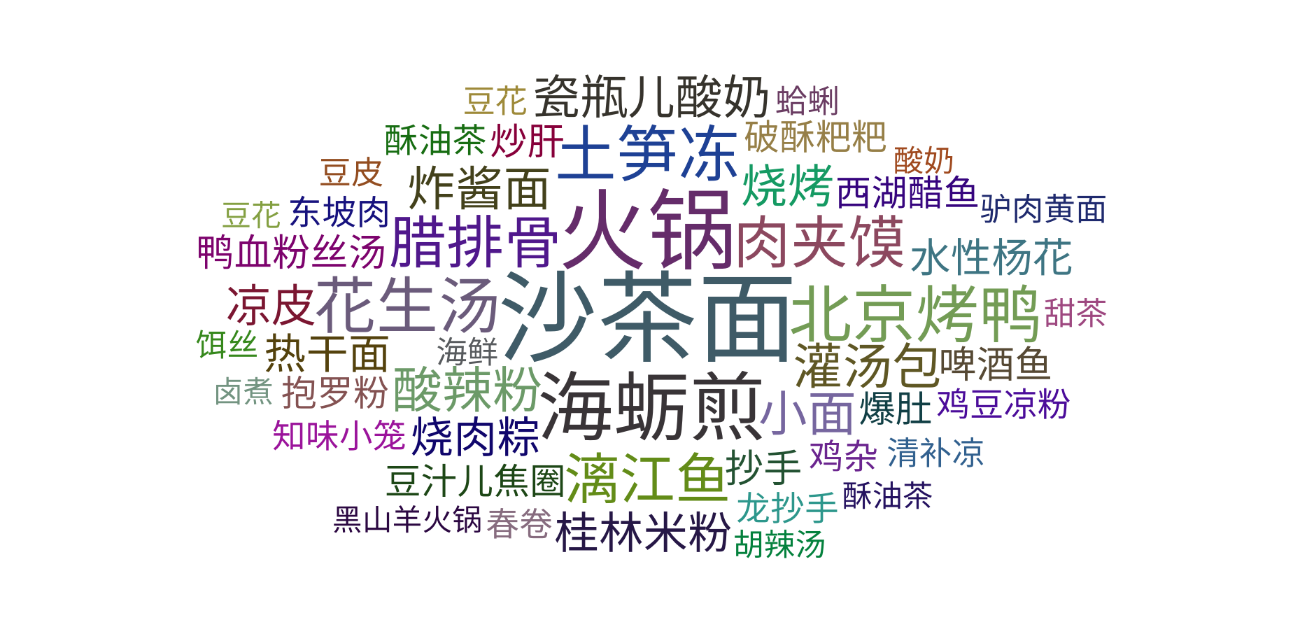 豆花 瓷瓶儿酸奶 蛤蜊
酥油茶 炒肝 土笋冻 破酥粑粑
豆皮 炸酱面 烧烤 西湖醋鱼 酸奶
豆花 东坡肉 腊排骨 火锅 肉夹馍 驴肉黄面
鸭血粉丝汤 水性杨花
凉皮 花生汤 沙茶面 北京烤鸭 甜茶
饵丝 热干面 海鲜 灌汤包 啤酒鱼
卤煮 抱罗粉 酸辣粉 海蛎煎 小面 爆肚 鸡豆凉粉
知味小笼 烧肉粽 抄手 鸡杂 清补凉
豆汁儿焦圈 漓江鱼 龙抄手 酥油茶
黑山羊火锅 春卷 桂林米粉 胡辣汤